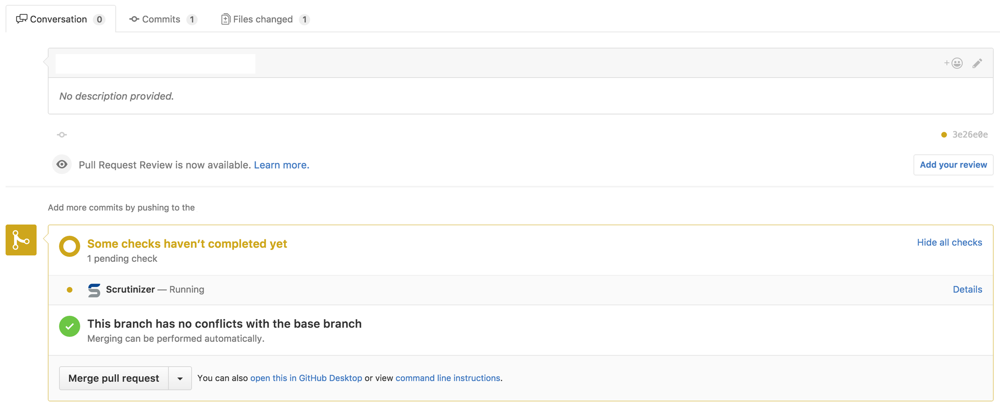 Conversation 0 Commits 1 Files changed 1
No description provided.
3e26e0e
Pull Request Review is now available. Learn more. Add your review
Add more commits by pushing to the
Some checks haven’t completed yet Hide all checks
1 pending check
Scrutinizer — Running Details
This branch has no conflicts with the base branch
Merging can be performed automatically.
Merge pull request You can also open this in GitHub Desktop or view command line instructions.